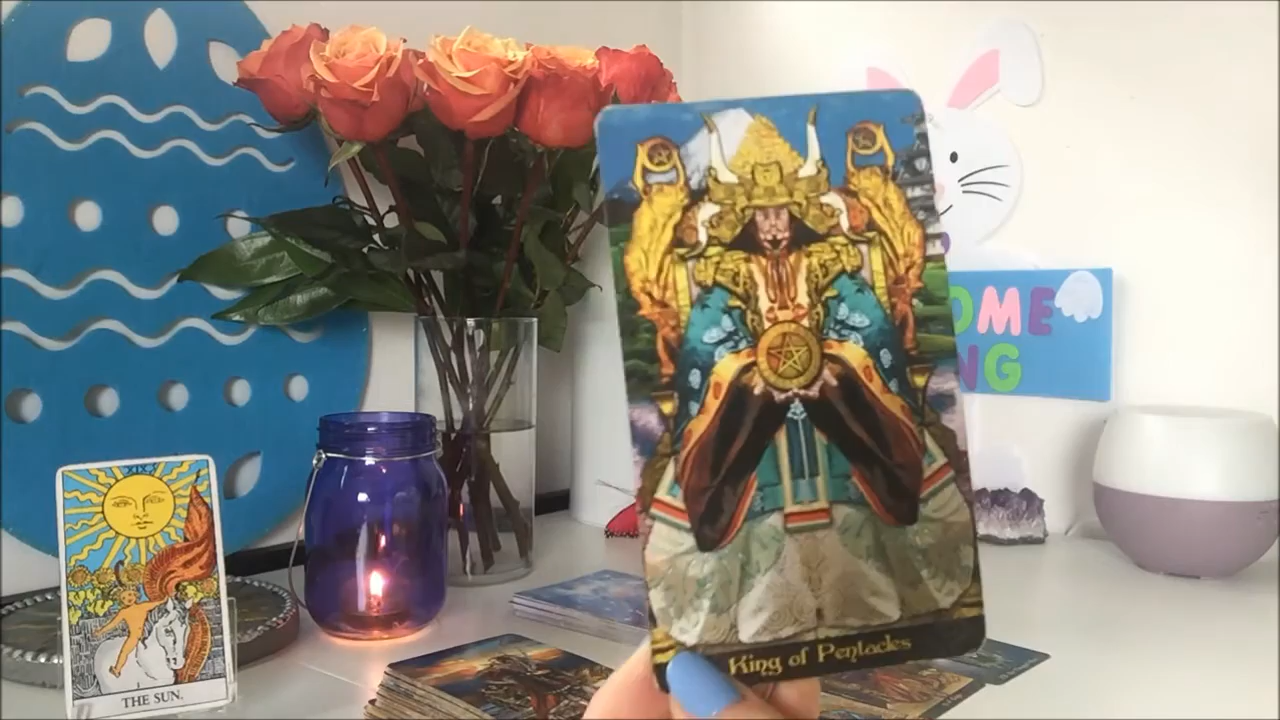 XIX
OME
NG
THE SUN.
King of Pentacles